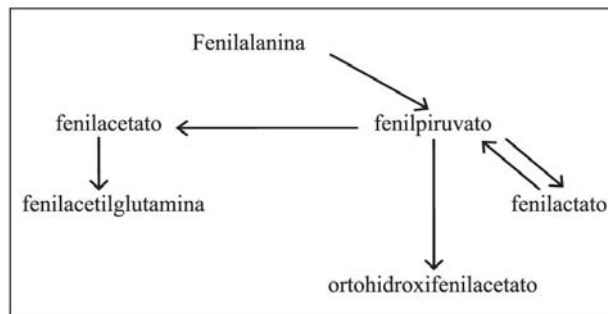 Fenilalanina
fenilacetato
fenilpiruvato
fenilacetilglutamina
fenilactato
ortohidroxifenilacetato